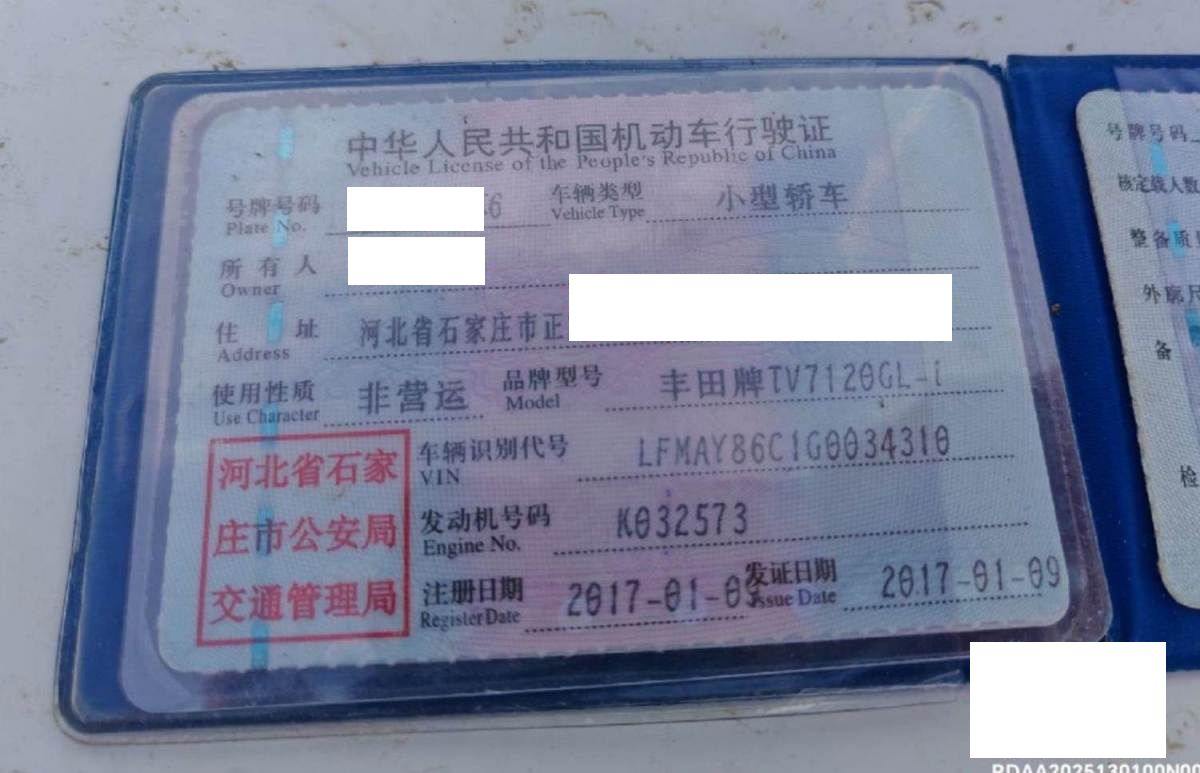 中华人民共和国机动车行驶证
Vehicle License of the People's Republic of China
号牌号码 6 车辆类型 小型轿车
Plate No. Vehicle Type
所有人
Owner
住址 河北省石家庄市正
Address
使用性质 非营运 品牌型号 丰田牌TV7120GL-i
Use Character Model
河北省石家
庄市公安局
交通管理局
车辆识别代号 LFMAY86C1G0034310
VIN
发动机号码 K032573
Engine No.
注册日期 2017-01-09 发证日期 2017-01-09
Register Date Issue Date
号牌号码
核定载人数
整备质
外廓尺
备
检